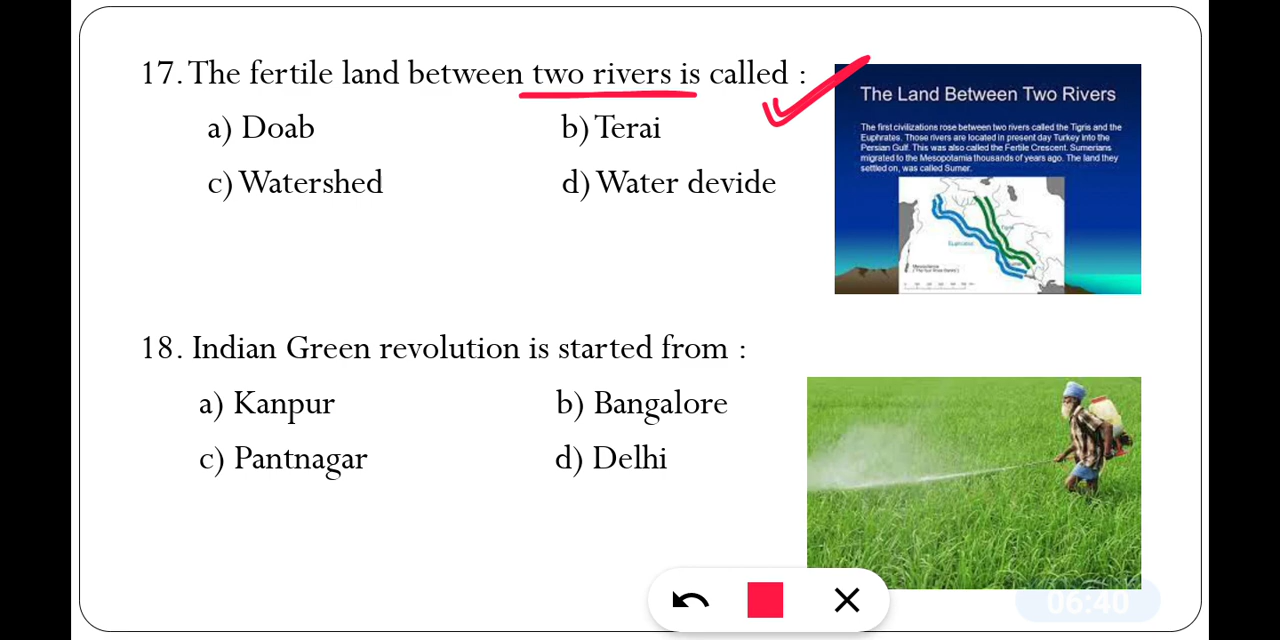 17. The fertile land between two rivers is called :
a) Doab b) Terai
c) Watershed d) Water devide
The Land Between Two Rivers
The first civilizations rose between two rivers called the Tigris and the
Euphrates. Those rivers are located in present day Turkey into the
Persian Gulf. This was also called the Fertile Crescent. Sumerians
migrated to the Mesopotamia thousands of years ago. The land they
settled on, was called Sumer.
Euphrates
18. Indian Green revolution is started from :
a) Kanpur b) Bangalore
c) Pantnagar d) Delhi
06:40